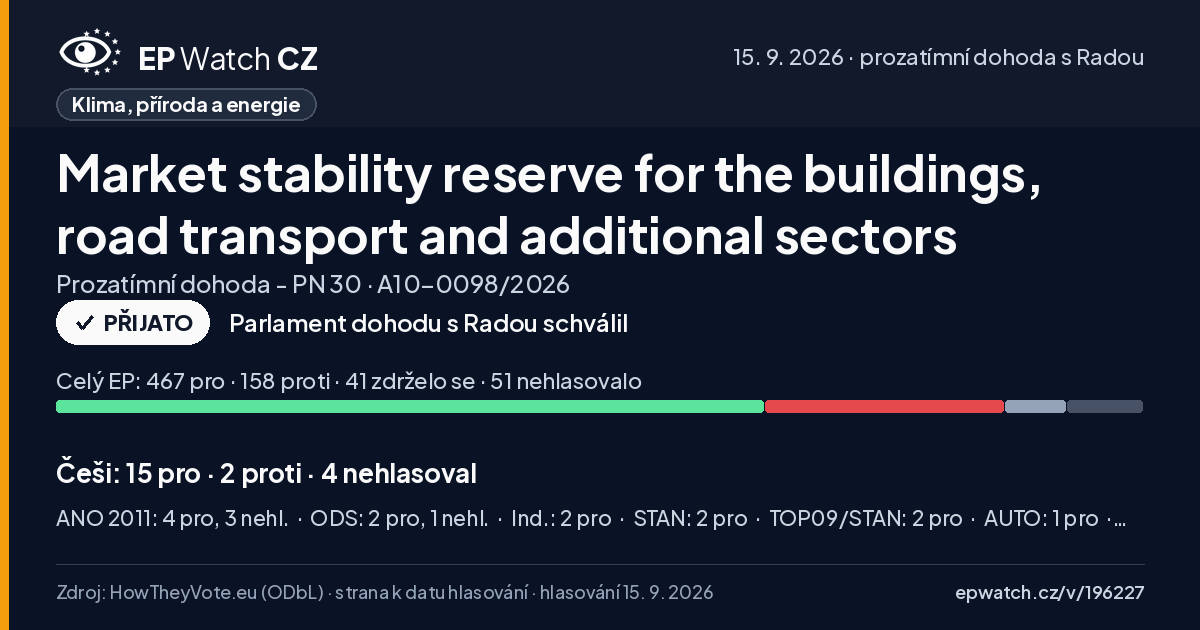 EP Watch CZ
15. 9. 2026 · prozatímní dohoda s Radou
Klima, příroda a energie
Market stability reserve for the buildings,
road transport and additional sectors
Prozatímní dohoda - PN 30 · A10–0098/2026
✓ PŘIJATO Parlament dohodu s Radou schválil
Celý EP: 467 pro · 158 proti · 41 zdrželo se · 51 nehlasovalo
Češi: 15 pro · 2 proti · 4 nehlasoval
ANO 2011: 4 pro, 3 nehl. · ODS: 2 pro, 1 nehl. · Ind.: 2 pro · STAN: 2 pro · TOP09/STAN: 2 pro · AUTO: 1 pro ·…
Zdroj: HowTheyVote.eu (ODbL) · strana k datu hlasování · hlasování 15. 9. 2026
epwatch.cz/v/196227